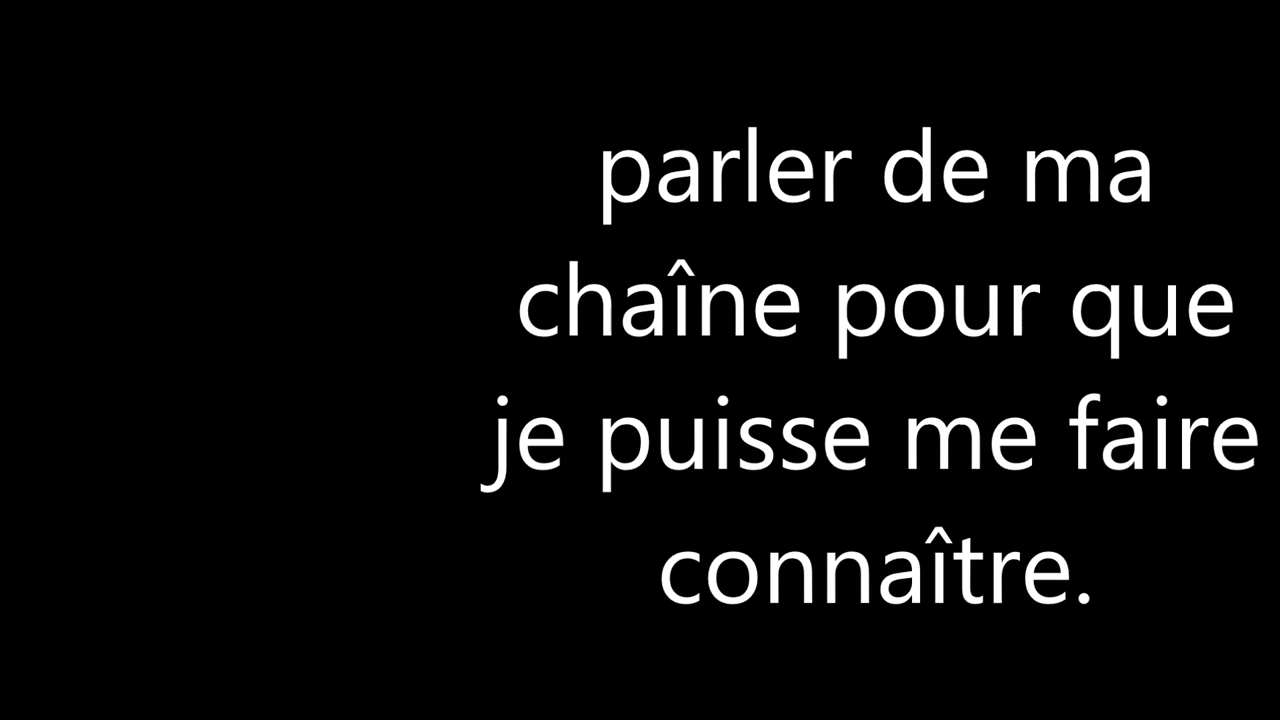 parler de ma
chaîne pour que
je puisse me faire
connaître.